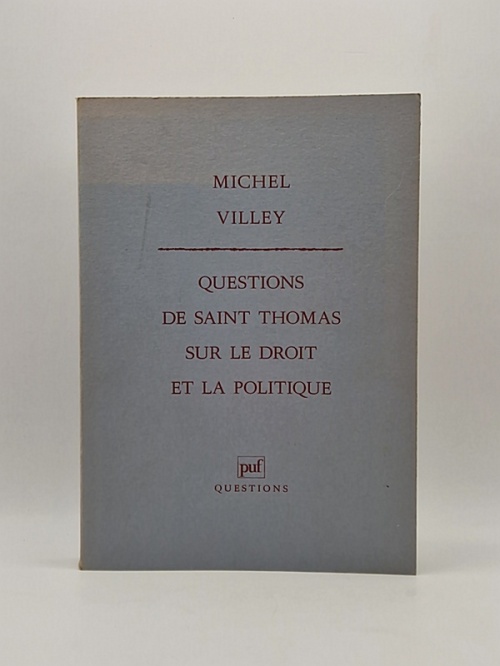 MICHEL
VILLEY
QUESTIONS
DE SAINT THOMAS
SUR LE DROIT
ET LA POLITIQUE
puf
QUESTIONS